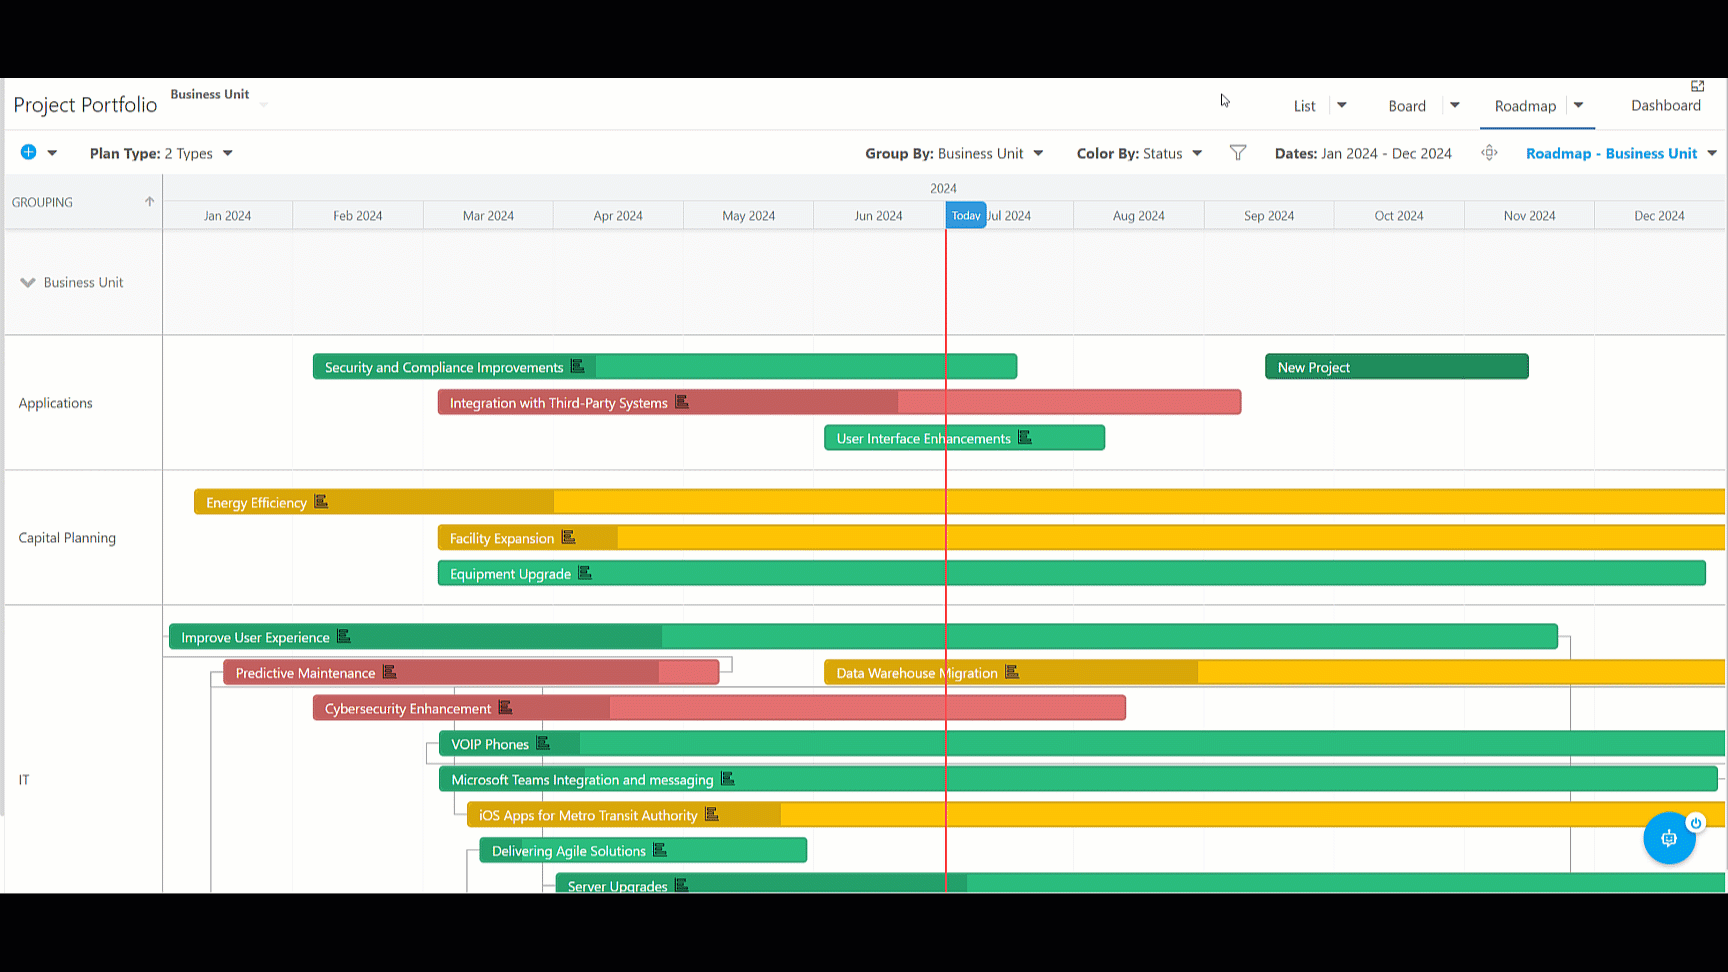 Project Portfolio
Business Unit
List
Board
Roadmap
Dashboard
Plan Type: 2 Types
Group By: Business Unit
Color By: Status
Dates: Jan 2024 - Dec 2024
Roadmap - Business Unit
GROUPING
2024
Jan 2024
Feb 2024
Mar 2024
Apr 2024
May 2024
Jun 2024
Today
Jul 2024
Aug 2024
Sep 2024
Oct 2024
Nov 2024
Dec 2024
Business Unit
Applications
Security and Compliance Improvements
New Project
Integration with Third-Party Systems
User Interface Enhancements
Capital Planning
Energy Efficiency
Facility Expansion
Equipment Upgrade
IT
Improve User Experience
Predictive Maintenance
Data Warehouse Migration
Cybersecurity Enhancement
VOIP Phones
Microsoft Teams Integration and messaging
iOS Apps for Metro Transit Authority
Delivering Agile Solutions
Server Upgrades